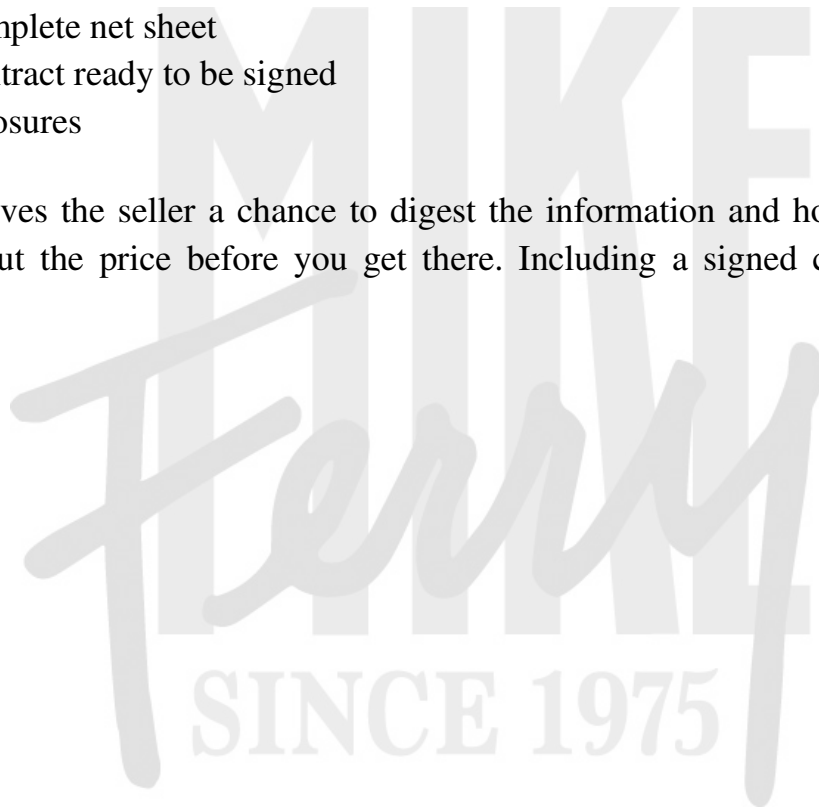 mplete net sheet
tract ready to be signed
osures
ves the seller a chance to digest the information and ho
ut the price before you get there. Including a signed c
MIKE
Ferry
SINCE 1975